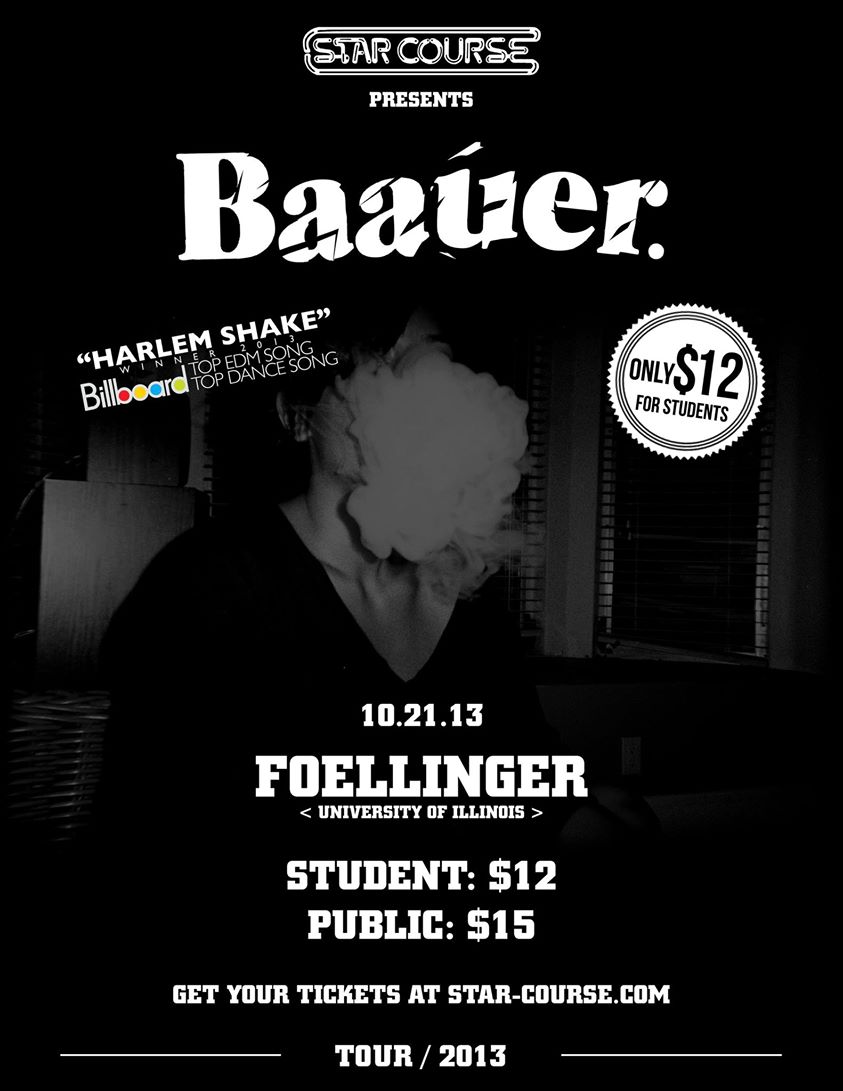 STAR COURSE
PRESENTS
Baauer.
"HARLEM SHAKE"
WINNER 2013
Billboard TOP EDM SONG
TOP DANCE SONG
ONLY $12
FOR STUDENTS
10.21.13
FOELLINGER
< UNIVERSITY OF ILLINOIS >
STUDENT: $12
PUBLIC: $15
GET YOUR TICKETS AT STAR-COURSE.COM
TOUR / 2013